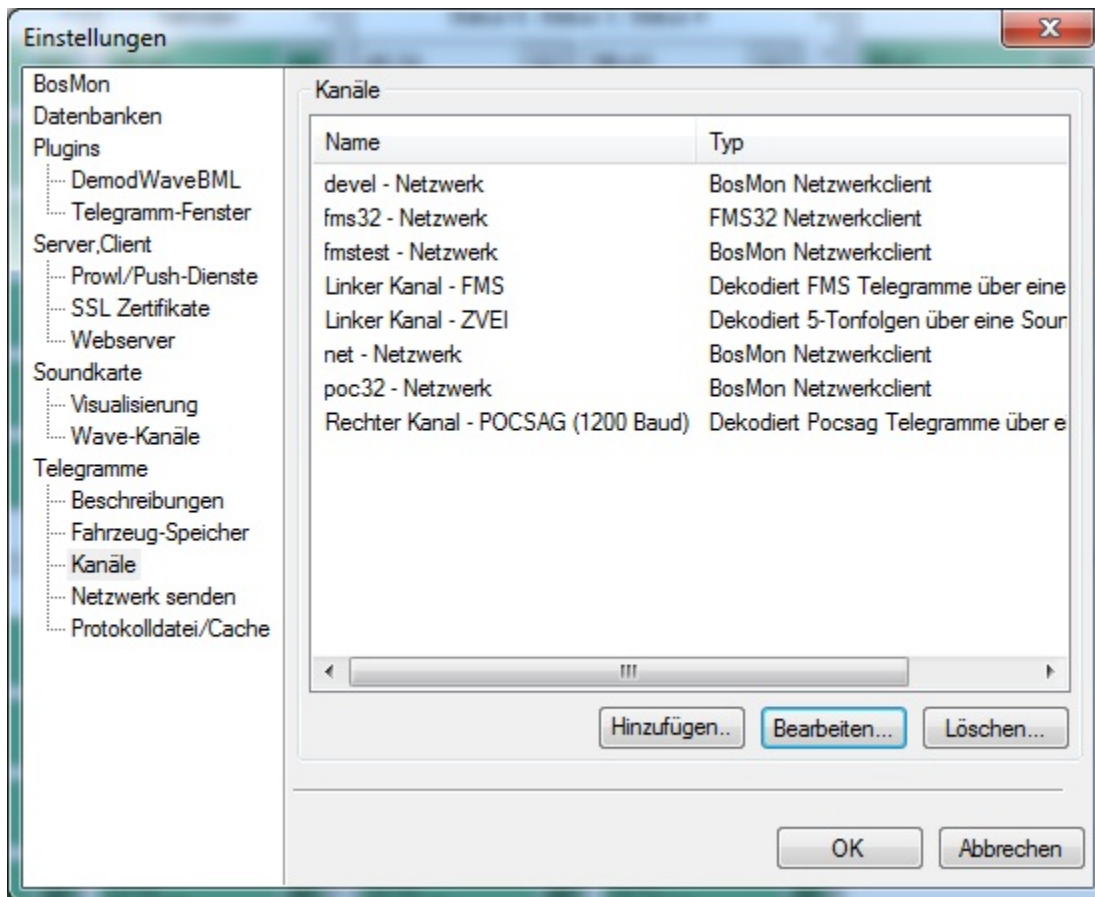 Einstellungen
BosMon
Datenbanken
Plugins
DemodWaveBML
Telegramm-Fenster
Server,Client
Prowl/Push-Dienste
SSL Zertifikate
Webserver
Soundkarte
Visualisierung
Wave-Kanäle
Telegramme
Beschreibungen
Fahrzeug-Speicher
Kanäle
Netzwerk senden
Protokolldatei/Cache
Kanäle
Name Typ
devel - Netzwerk BosMon Netzwerkclient
fms32 - Netzwerk FMS32 Netzwerkclient
fmstest - Netzwerk BosMon Netzwerkclient
Linker Kanal - FMS Dekodiert FMS Telegramme über eine
Linker Kanal - ZVEI Dekodiert 5-Tonfolgen über eine Soun
net - Netzwerk BosMon Netzwerkclient
poc32 - Netzwerk BosMon Netzwerkclient
Rechter Kanal - POCSAG (1200 Baud) Dekodiert Pocsag Telegramme über e
Hinzufügen.. Bearbeiten... Löschen...
OK Abbrechen